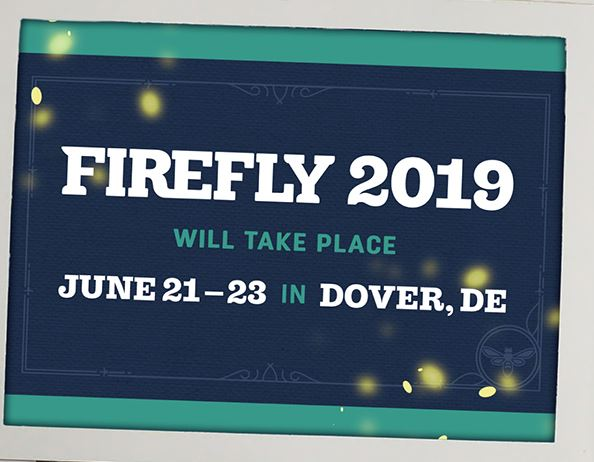 FIREFLY 2019
WILL TAKE PLACE
JUNE 21–23 IN DOVER, DE